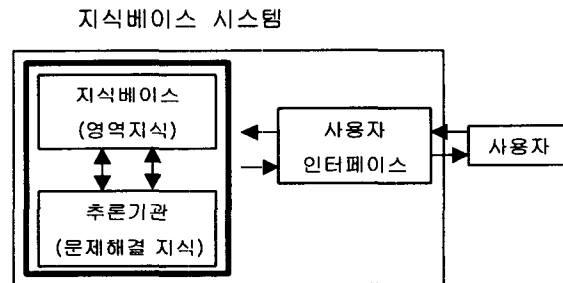 지식베이스 시스템
지식베이스
(영역지식)
추론기관
(문제해결 지식)
사용자
인터페이스
사용자